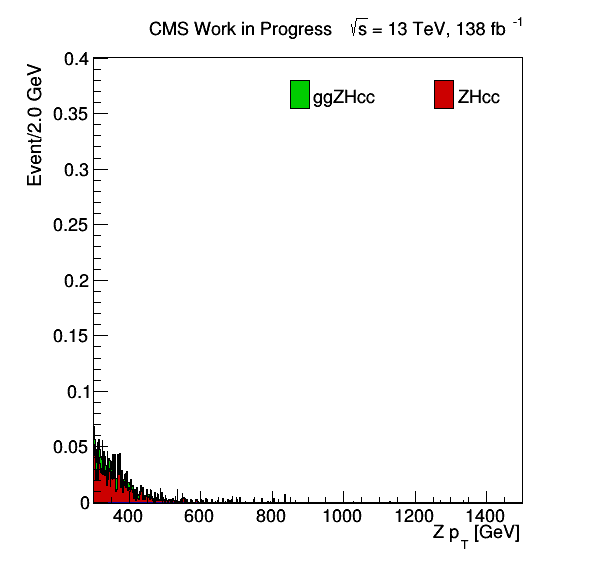 CMS Work in Progress √s = 13 TeV, 138 fb -1
Event/2.0 GeV
0.4
0.35
0.3
0.25
0.2
0.15
0.1
0.05
0
ggZHcc
ZHcc
400 600 800 1000 1200 1400
Z pT [GeV]